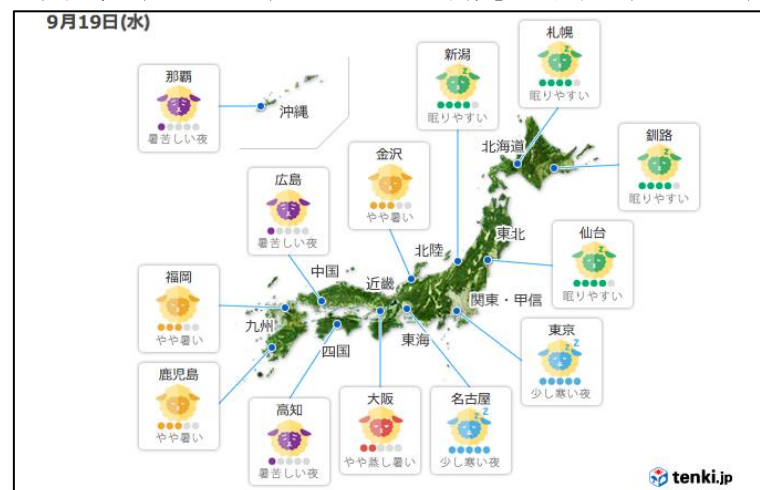 9月19日(水)
那覇
暑苦しい夜
沖縄
新潟
眠りやすい
札幌
眠りやすい
北海道
釧路
眠りやすい
金沢
やや暑い
広島
暑苦しい夜
北陸
東北
仙台
眠りやすい
中国
近畿
福岡
やや暑い
九州
四国
東海
関東・甲信
東京
少し寒い夜
鹿児島
やや暑い
高知
暑苦しい夜
大阪
やや蒸し暑い
名古屋
少し寒い夜
tenki.jp